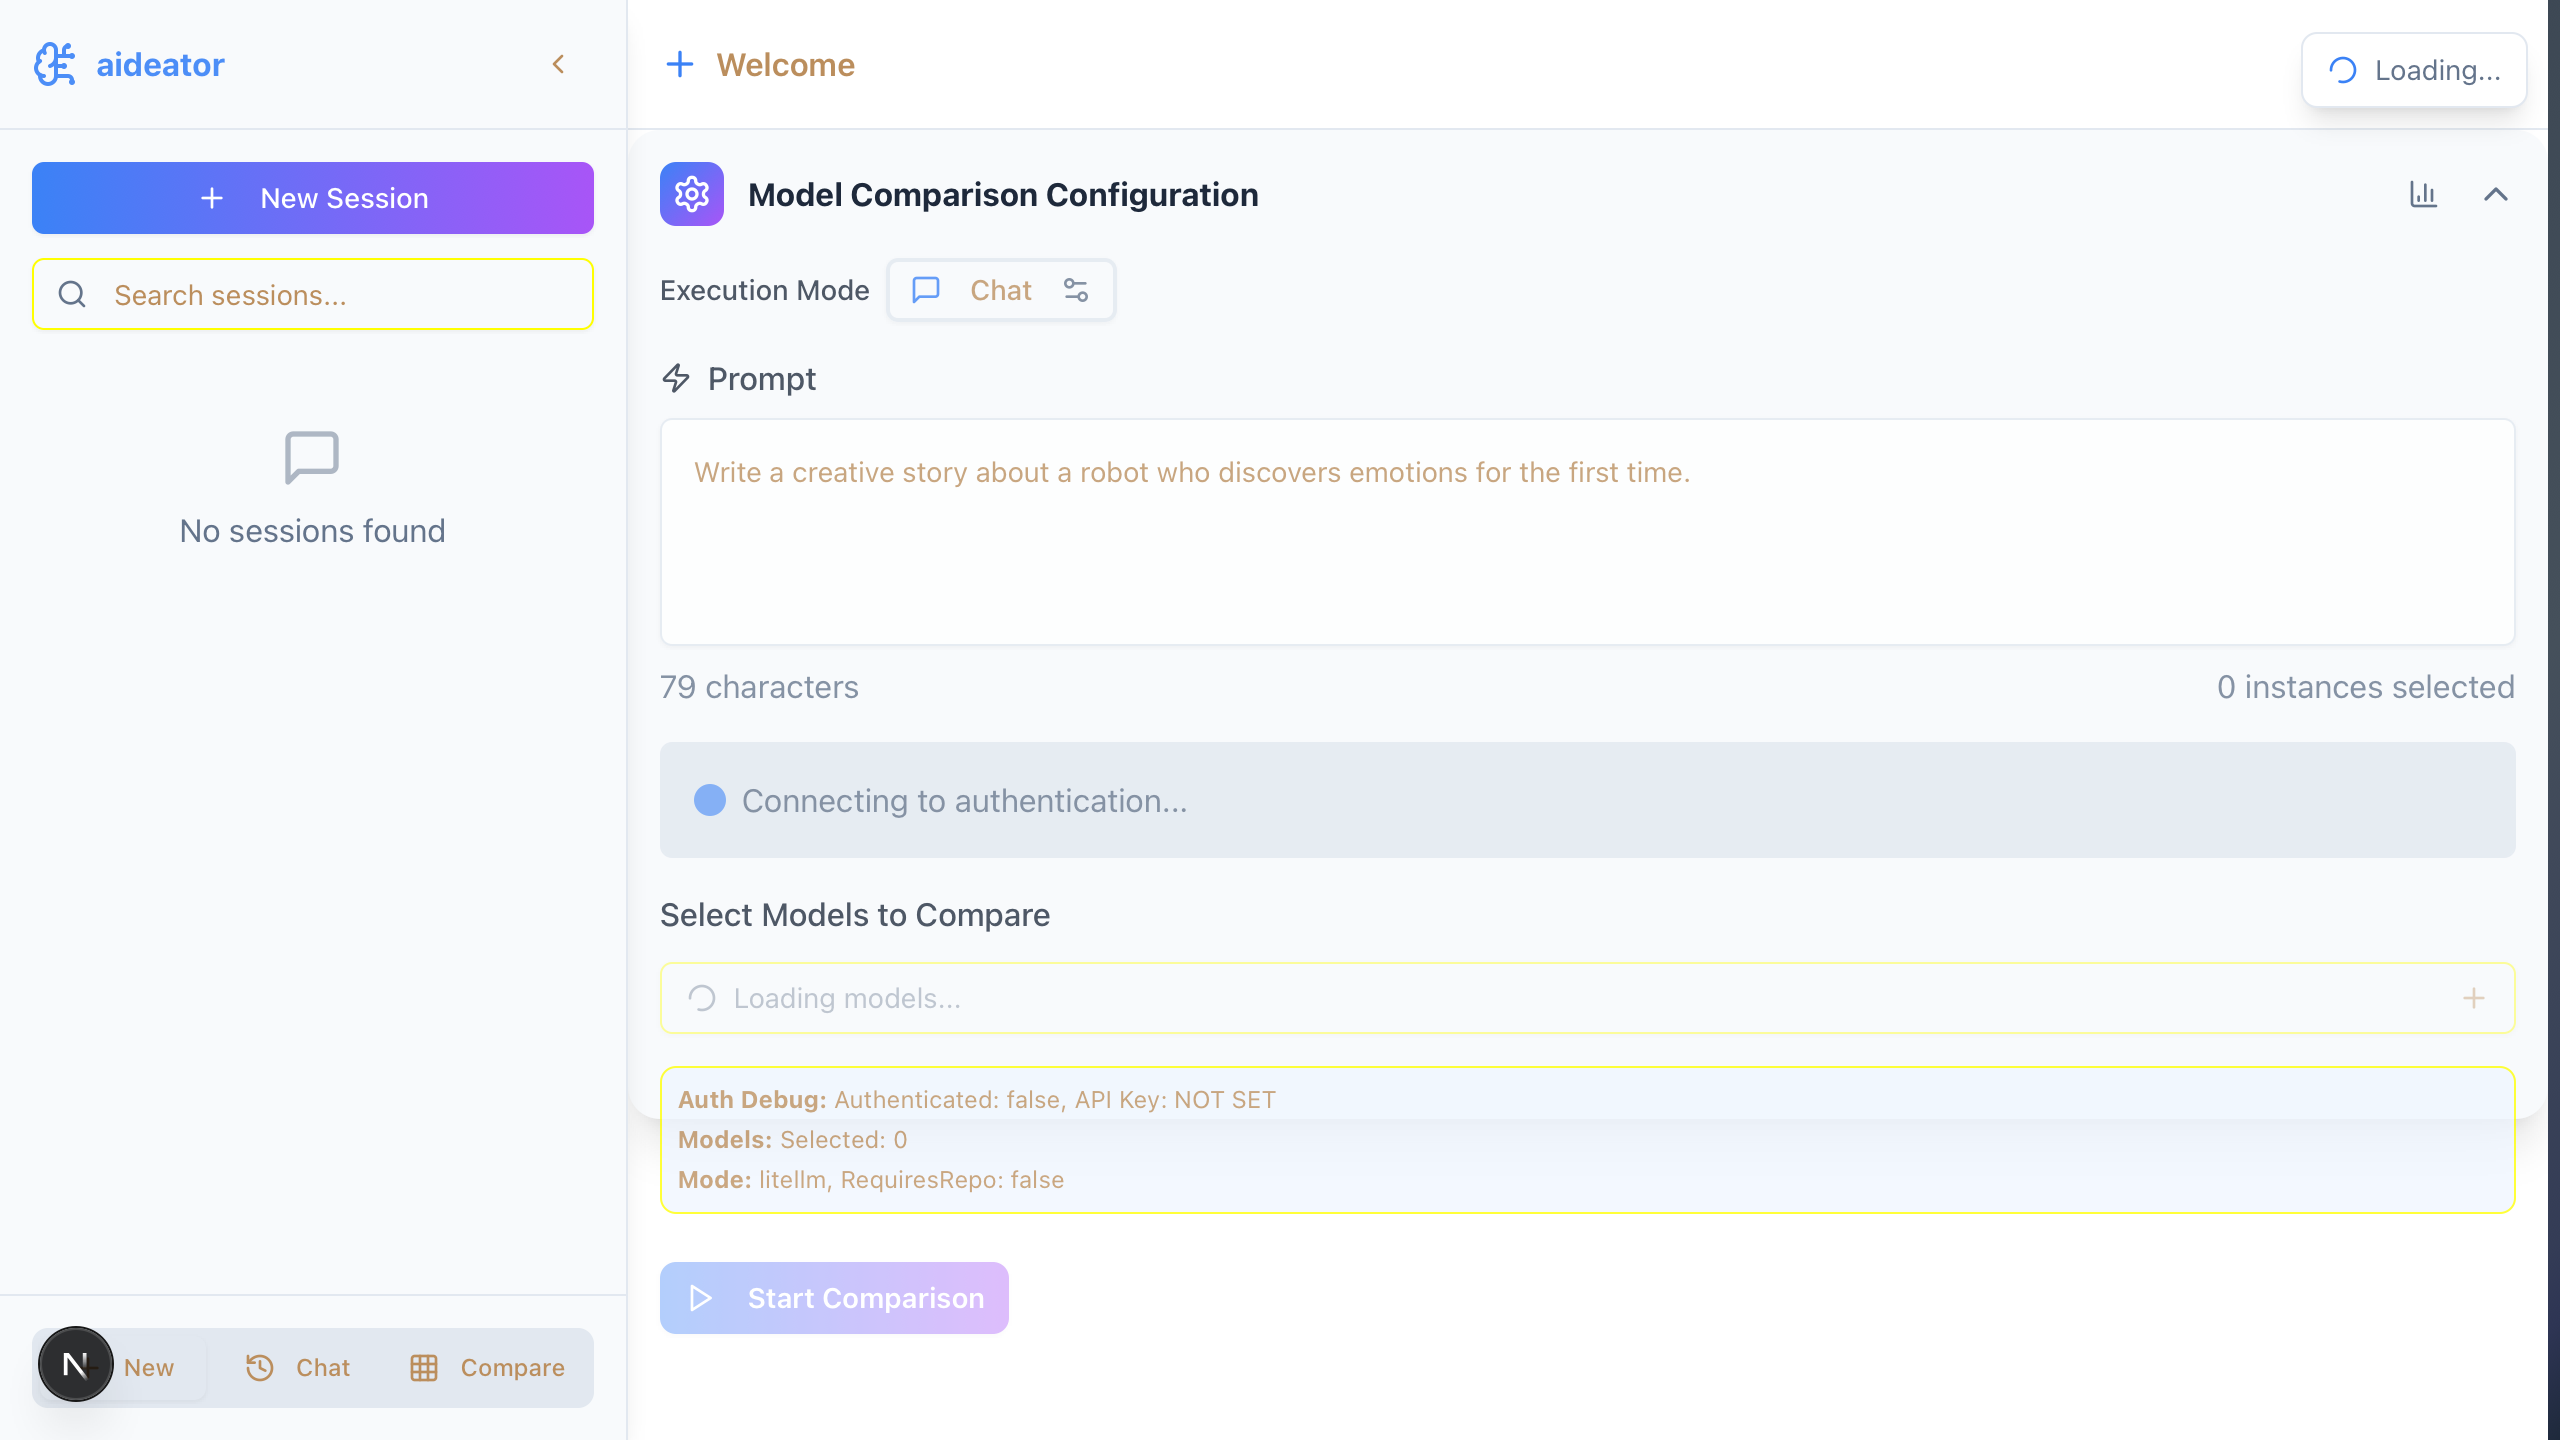 aideator
New Session
Search sessions...
No sessions found
New
Chat
Compare
Welcome
Loading...
Model Comparison Configuration
Execution Mode
Chat
Prompt
Write a creative story about a robot who discovers emotions for the first time.
79 characters
0 instances selected
Connecting to authentication...
Select Models to Compare
Loading models...
Auth Debug: Authenticated: false, API Key: NOT SET
Models: Selected: 0
Mode: litellm, RequiresRepo: false
Start Comparison
N